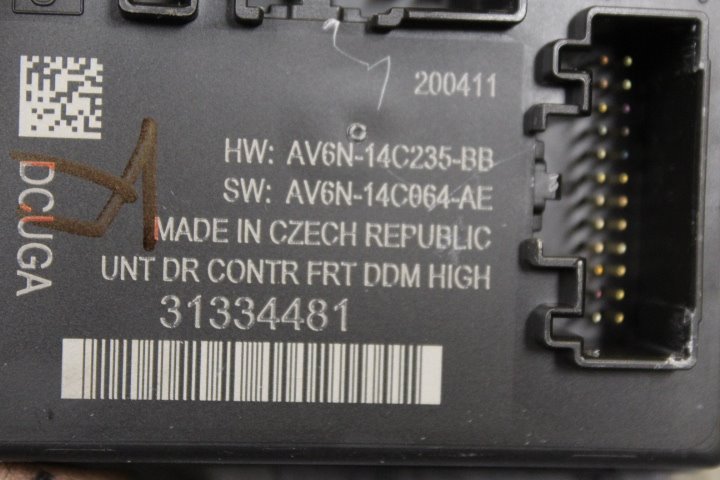 200411
HW: AV6N-14C235-BB
SW: AV6N-14C064-AE
MADE IN CZECH REPUBLIC
UNT DR CONTR FRT DDM HIGH
31334481
DCUGA